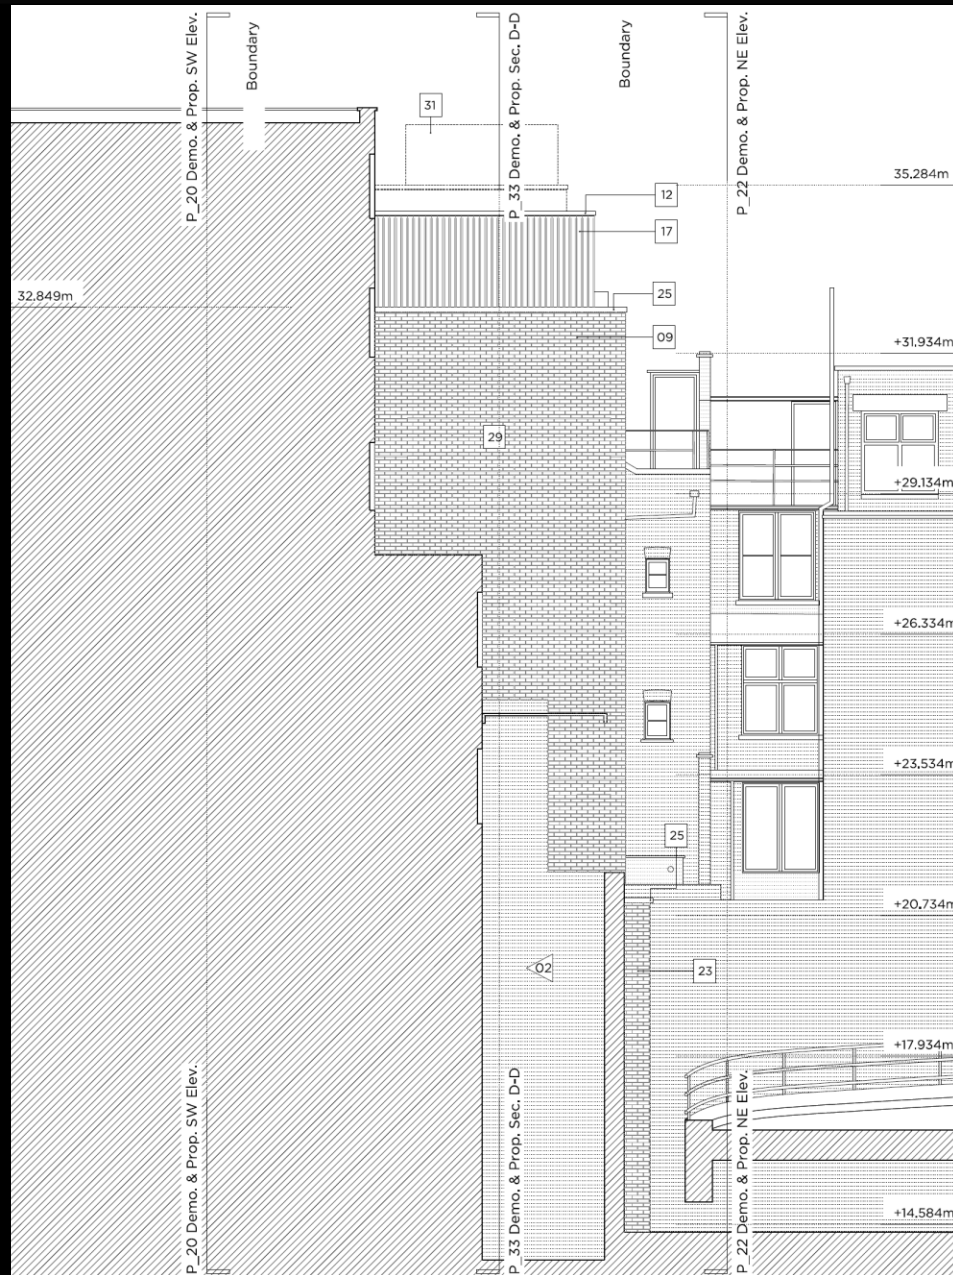 P_20 Demo. & Prop. SW Elev.
Boundary
P_33 Demo. & Prop. Sec. D-D
Boundary
P_22 Demo. & Prop. NE Elev.
31
35.284m
12
17
32.849m
25
09
+31.934m
29
+29.134m
+26.334m
+23.534m
25
+20.734m
02
23
+17.934m
+14.584m
P_20 Demo. & Prop. SW Elev.
P_33 Demo. & Prop. Sec. D-D
P_22 Demo. & Prop. NE Elev.